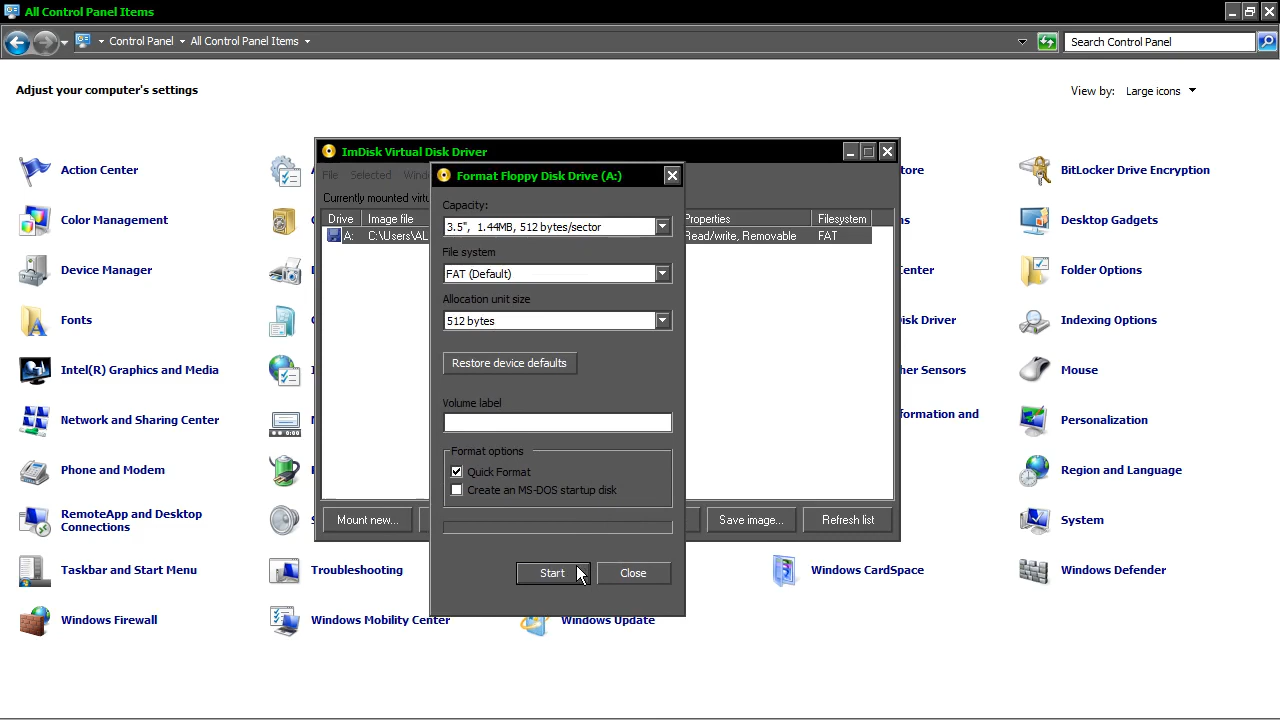 All Control Panel Items
Control Panel All Control Panel Items
Search Control Panel
Adjust your computer's settings
View by: Large icons
Action Center
Color Management
Device Manager
Fonts
Intel(R) Graphics and Media
Network and Sharing Center
Phone and Modem
RemoteApp and Desktop
Connections
Taskbar and Start Menu
Windows Firewall
Troubleshooting
Windows Mobility Center
Windows Update
Windows CardSpace
BitLocker Drive Encryption
Desktop Gadgets
Folder Options
Indexing Options
Mouse
Personalization
Region and Language
System
Windows Defender
ImDisk Virtual Disk Driver
File Selected
Currently mounted
Drive Image file Properties Filesystem
A: C:\Users\AL Read/write, Removable FAT
Mount new... Save image... Refresh list
Format Floppy Disk Drive (A:)
Capacity:
3.5", 1.44MB, 512 bytes/sector
File system
FAT (Default)
Allocation unit size
512 bytes
Restore device defaults
Volume label
Format options
Quick Format
Create an MS-DOS startup disk
Start Close